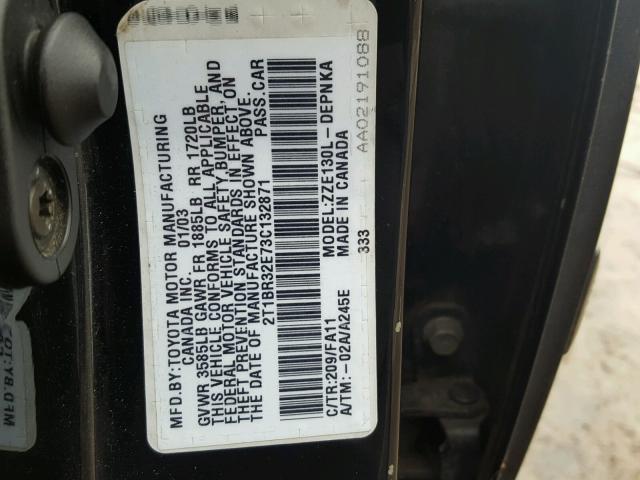 MFD.BY:TOYOTA MOTOR MANUFACTURING
CANADA INC. 01/03
GVWR 3585LB GAWR FR 1885LB RR 1720LB
THIS VEHICLE CONFORMS TO ALL APPLICABLE
FEDERAL MOTOR VEHICLE SAFETY, BUMPER, AND
THEFT PREVENTION STANDARDS IN EFFECT ON
THE DATE OF MANUFACTURE SHOWN ABOVE.
2T1BR32E73C132871 PASS.CAR
C/TR:209/FA11 MODEL:ZZE130L-DEPNKA
A/TM:-02A/A245E MADE IN CANADA
333 AA02191088